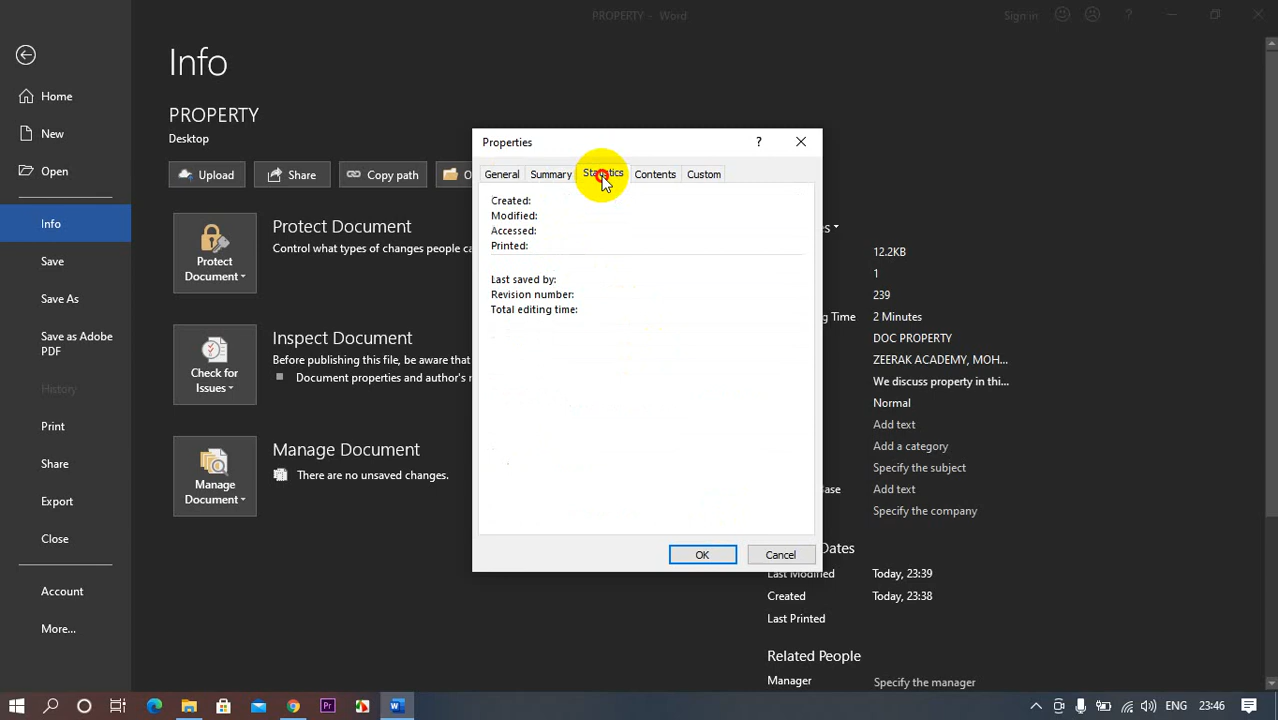 PROPERTY - Word
Sign in
?
Info
PROPERTY
Desktop
Home
New
Open
Info
Save
Save As
Save as Adobe
PDF
History
Print
Share
Export
Close
Account
More...
Upload
Share
Copy path
O
Protect
Document
Protect Document
Control what types of changes people ca
Check for
Issues
Inspect Document
Before publishing this file, be aware that
Document properties and author's n
Manage
Document
Manage Document
There are no unsaved changes.
Properties
?
General
Summary
Statistics
Contents
Custom
Created:
Modified:
Accessed:
Printed:
Last saved by:
Revision number:
Total editing time:
OK
Cancel
es
12.2KB
1
239
ng Time
2 Minutes
DOC PROPERTY
ZEERAK ACADEMY, MOH...
We discuss property in thi...
Normal
Add text
Add a category
Specify the subject
ase
Add text
Specify the company
Dates
Last Modified
Today, 23:39
Created
Today, 23:38
Last Printed
Related People
Manager
Specify the manager
Pr
ENG
23:46